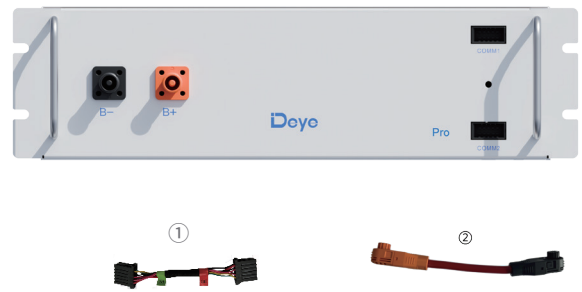 COMM1
B-
B+
Deye
Pro
COMM2
①
②